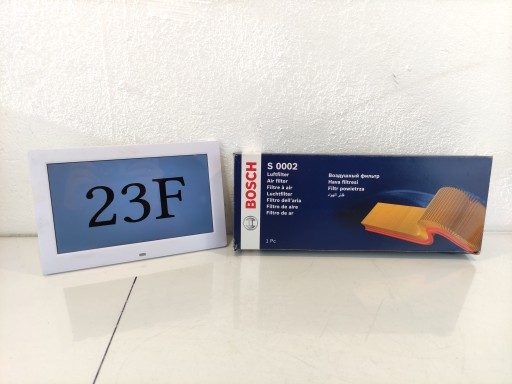 23F
BOSCH
S 0002
Luftfilter
Air filter
Filtre à air
Luchtfilter
Filtro dell'aria
Filtro de aire
Filtro de ar
1 Pc.
Воздушный фильтр
Hava filtresi
Filtr powietrza
فلتر الهواء